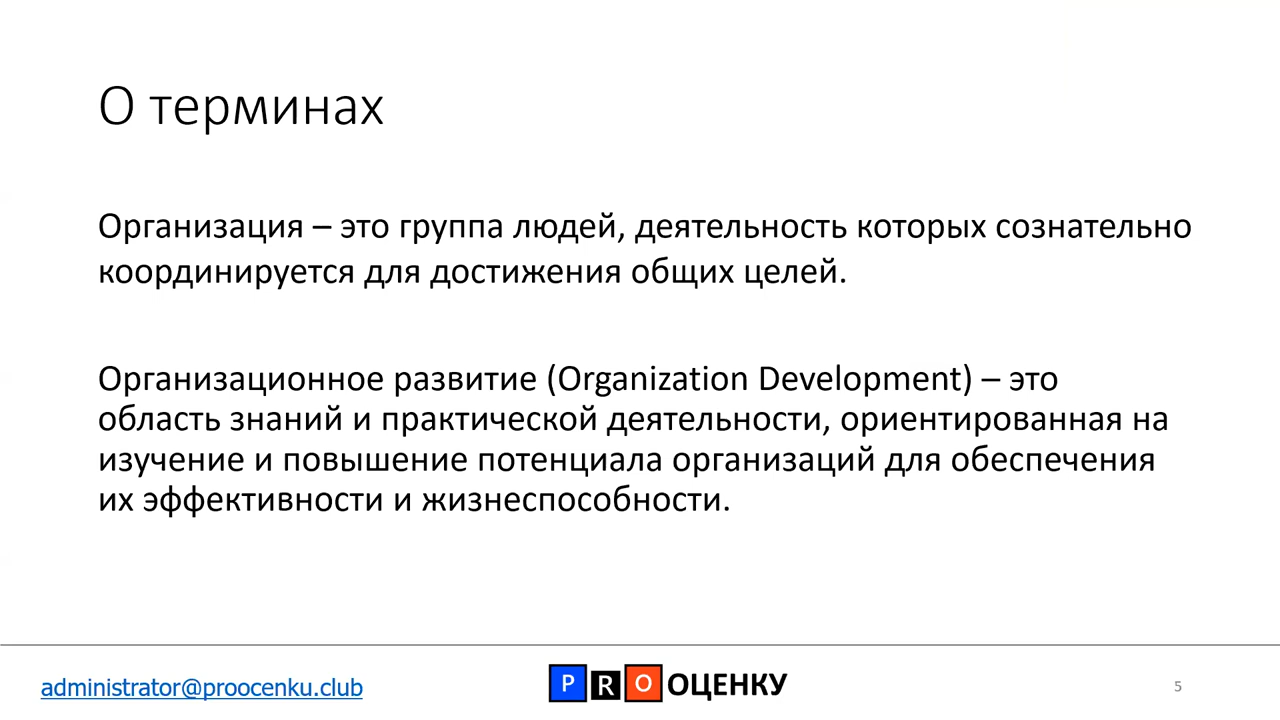 О терминах
Организация – это группа людей, деятельность которых сознательно
координируется для достижения общих целей.
Организационное развитие (Organization Development) – это
область знаний и практической деятельности, ориентированная на
изучение и повышение потенциала организаций для обеспечения
их эффективности и жизнеспособности.
administrator@proocenku.club
PRO ОЦЕНКУ
5